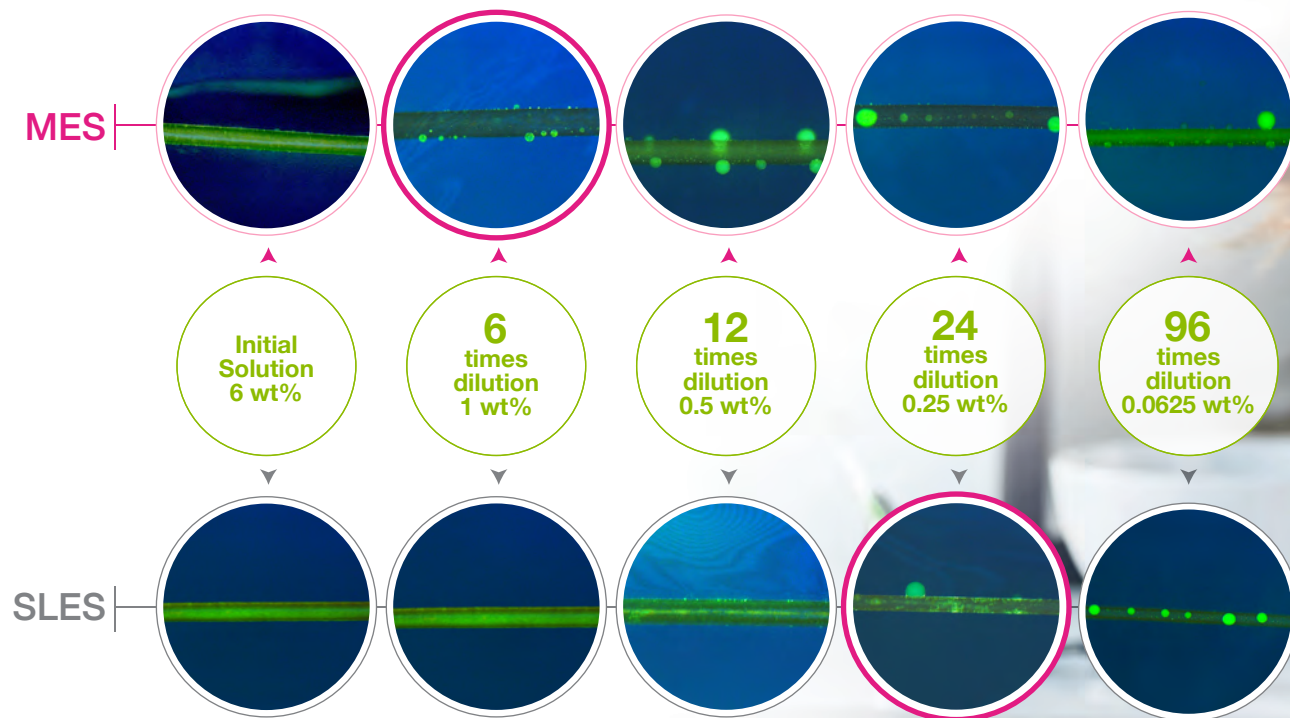 MES
Initial
Solution
6 wt%
6
times
dilution
1 wt%
12
times
dilution
0.5 wt%
24
times
dilution
0.25 wt%
96
times
dilution
0.0625 wt%
SLES